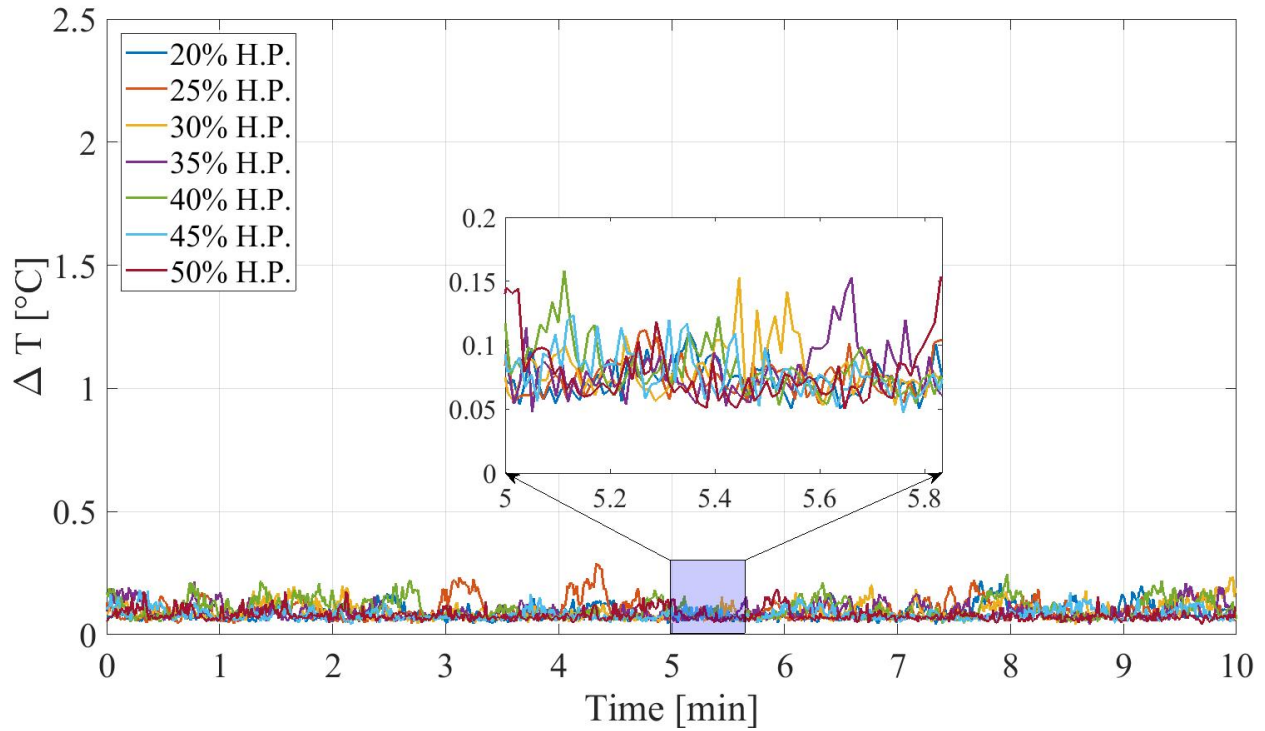 2.5
2
1.5
1
0.5
0
Δ T [°C]
20% H.P.
25% H.P.
30% H.P.
35% H.P.
40% H.P.
45% H.P.
50% H.P.
0.2
0.15
0.1
0.05
0
5 5.2 5.4 5.6 5.8
0 1 2 3 4 5 6 7 8 9 10
Time [min]